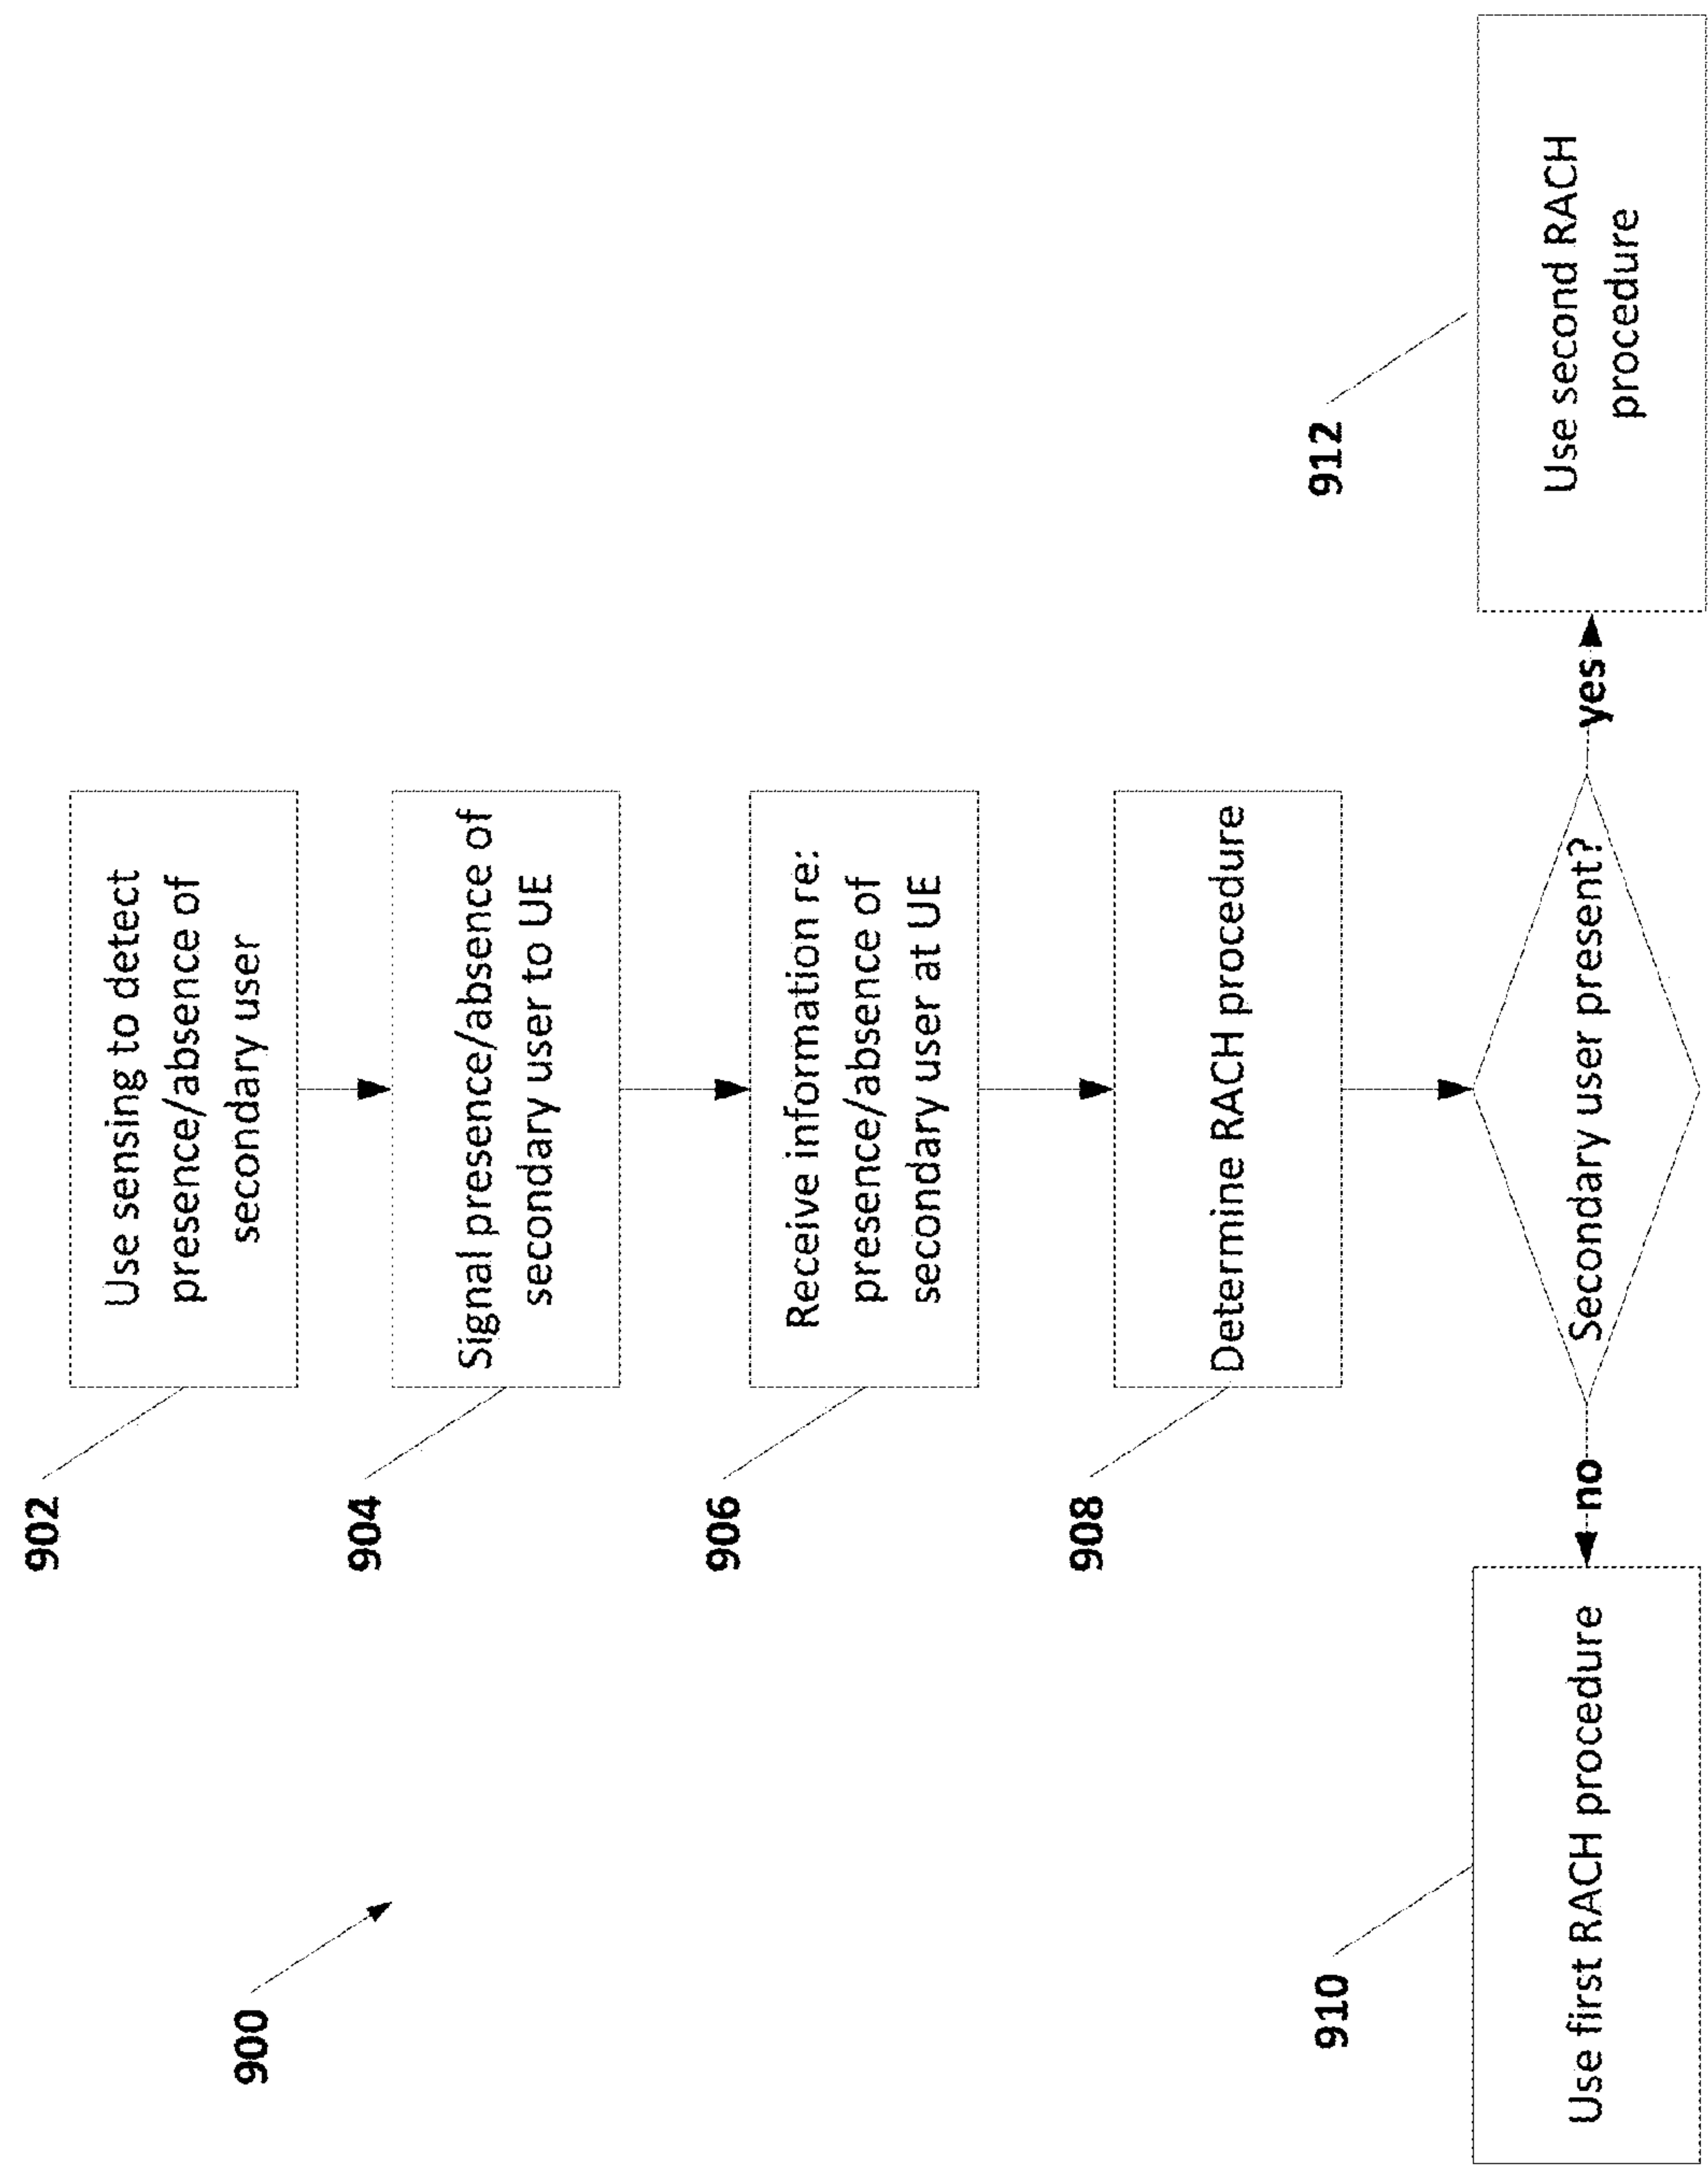 900
902
Use sensing to detect
presence/absence of
secondary user
904
Signal presence/absence of
secondary user to UE
906
Receive information re:
presence/absence of
secondary user at UE
908
Determine RACH procedure
Secondary user present?
no
yes
910
Use first RACH procedure
912
Use second RACH
procedure